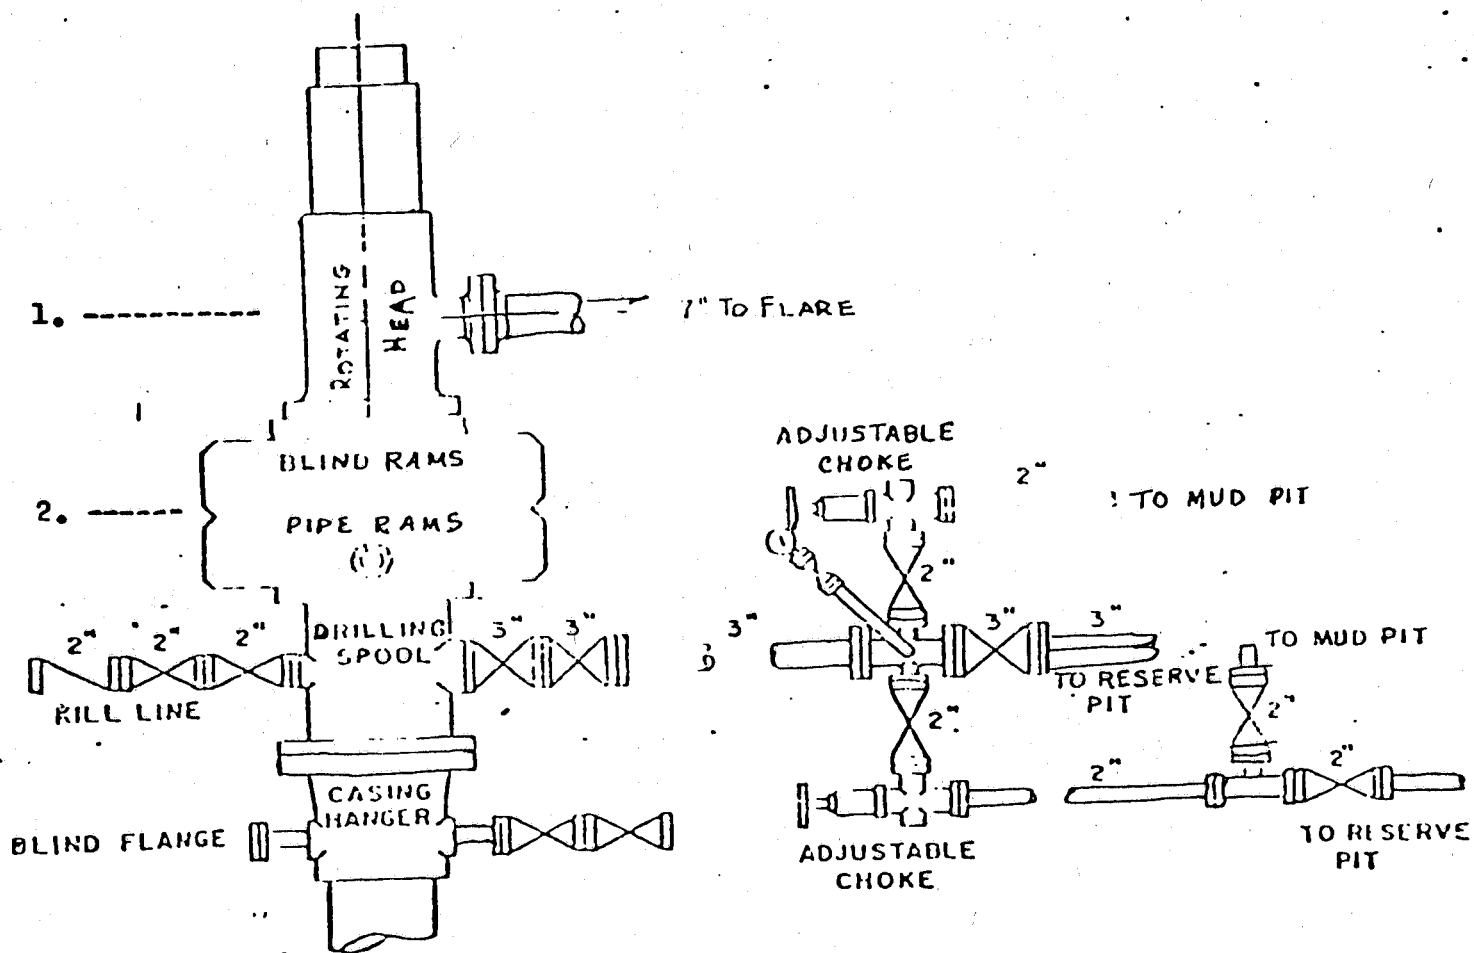 1.
ROTATING
HEAD
7" TO FLARE
BLIND RAMS
2.
PIPE RAMS
2"
2"
2"
DRILLING
SPOOL
3"
3"
KILL LINE
CASING
HANGER
BLIND FLANGE
ADJUSTABLE
CHOKE
2"
TO MUD PIT
2"
3"
3"
3"
TO RESERVE
PIT
2"
ADJUSTABLE
CHOKE
TO MUD PIT
2"
2"
2"
TO RESERVE
PIT